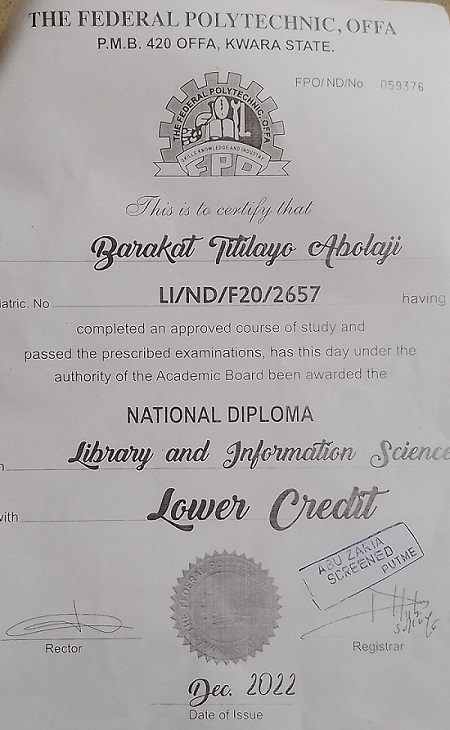 THE FEDERAL POLYTECHNIC, OFFA
P.M.B. 420 OFFA, KWARA STATE.
FPO/ND/No. 059376
THE FEDERAL POLYTECHNIC, OFFA
SKILLS KNOWLEDGE AND INDUSTRY
FPO
This is to certify that
Barakat Titilayo Abolaji
atric. No LI/ND/F20/2657 having
completed an approved course of study and
passed the prescribed examinations, has this day under the
authority of the Academic Board been awarded the
NATIONAL DIPLOMA
Library and Information Science
with Lower Credit
ABU ZARIA
SCREENED
PUTME
Rector
Registrar
Dec. 2022
Date of Issue